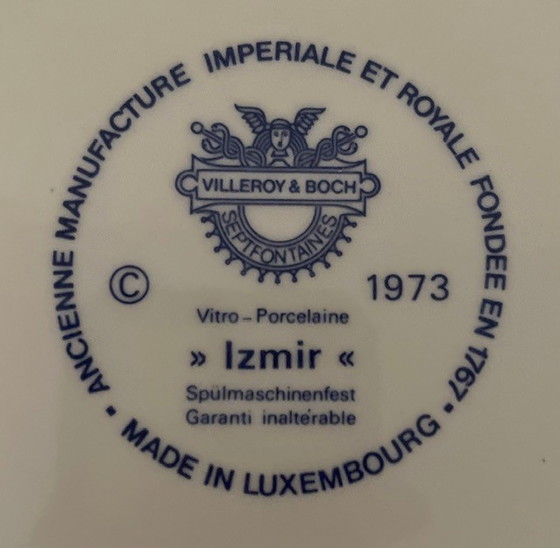 ANCIENNE MANUFACTURE IMPERIALE ET ROYALE FONDEE EN 1767
VILLEROY & BOCH
SEPTFONTAINES
© 1973
Vitro – Porcelaine
» Izmir «
Spülmaschinenfest
Garanti inaltérable
• MADE IN LUXEMBOURG •